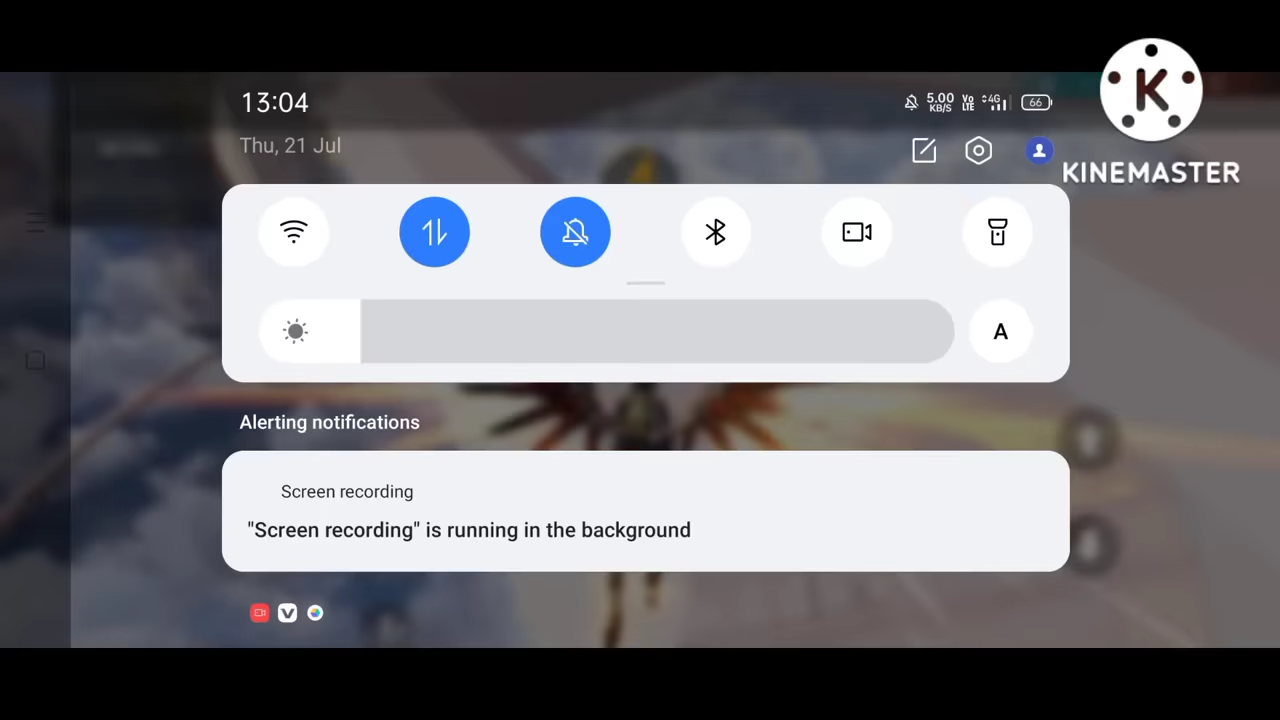 13:04
5.00 KB/S Vo LTE 4G 66
Thu, 21 Jul
K
KINEMASTER
A
Alerting notifications
Screen recording
"Screen recording" is running in the background